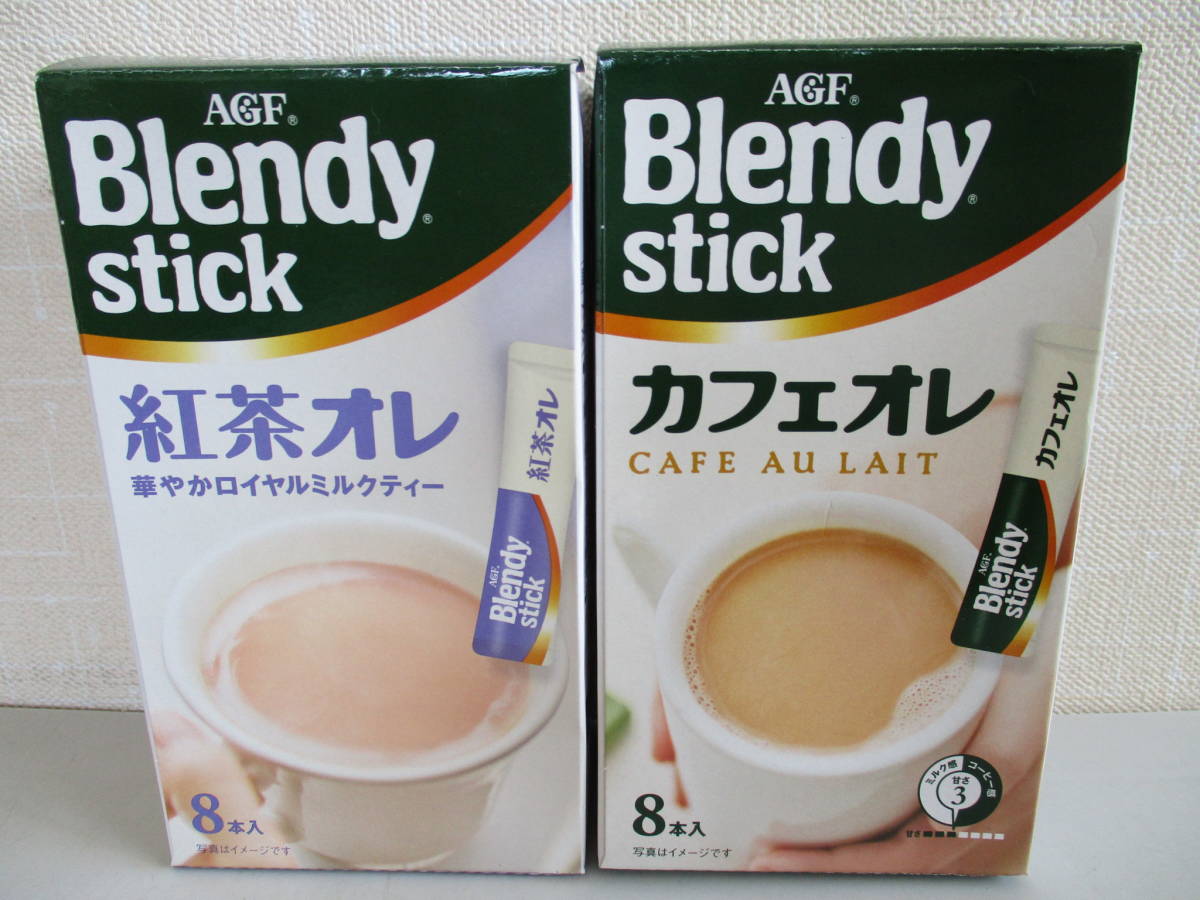 AGF®
Blendy®
stick
紅茶オレ
華やかロイヤルミルクティー
紅茶オレ
AGF®
Blendy®
stick
8本入
写真はイメージです
AGF®
Blendy®
stick
カフェオレ
CAFE AU LAIT
カフェオレ
AGF®
Blendy®
stick
ミルク感 コーヒー感
甘さ
3
甘さ
8本入
写真はイメージです